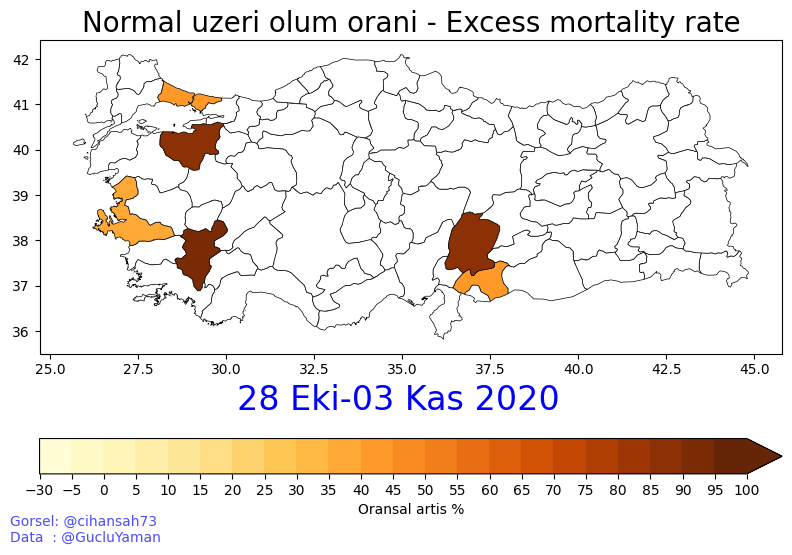 Normal uzeri olum orani - Excess mortality rate
42
41
40
39
38
37
36
25.0 27.5 30.0 32.5 35.0 37.5 40.0 42.5 45.0
28 Eki-03 Kas 2020
−30 −5 0 5 10 15 20 25 30 35 40 45 50 55 60 65 70 75 80 85 90 95 100
Oransal artis %
Gorsel: @cihansah73
Data : @GucluYaman